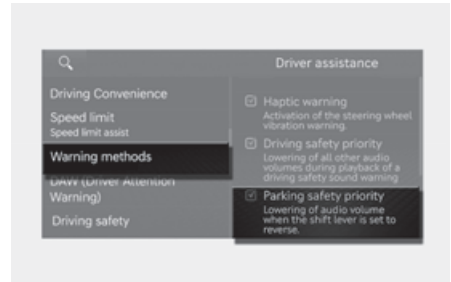 Driver assistance
Driving Convenience
Speed limit
Speed limit assist
Warning methods
DAW (Driver Attention
Warning)
Driving safety
Haptic warning
Activation of the steering wheel
vibration warning.
Driving safety priority
Lowering of all other audio
volumes during playback of a
driving safety sound warning
Parking safety priority
Lowering of audio volume
when the shift lever is set to
reverse.